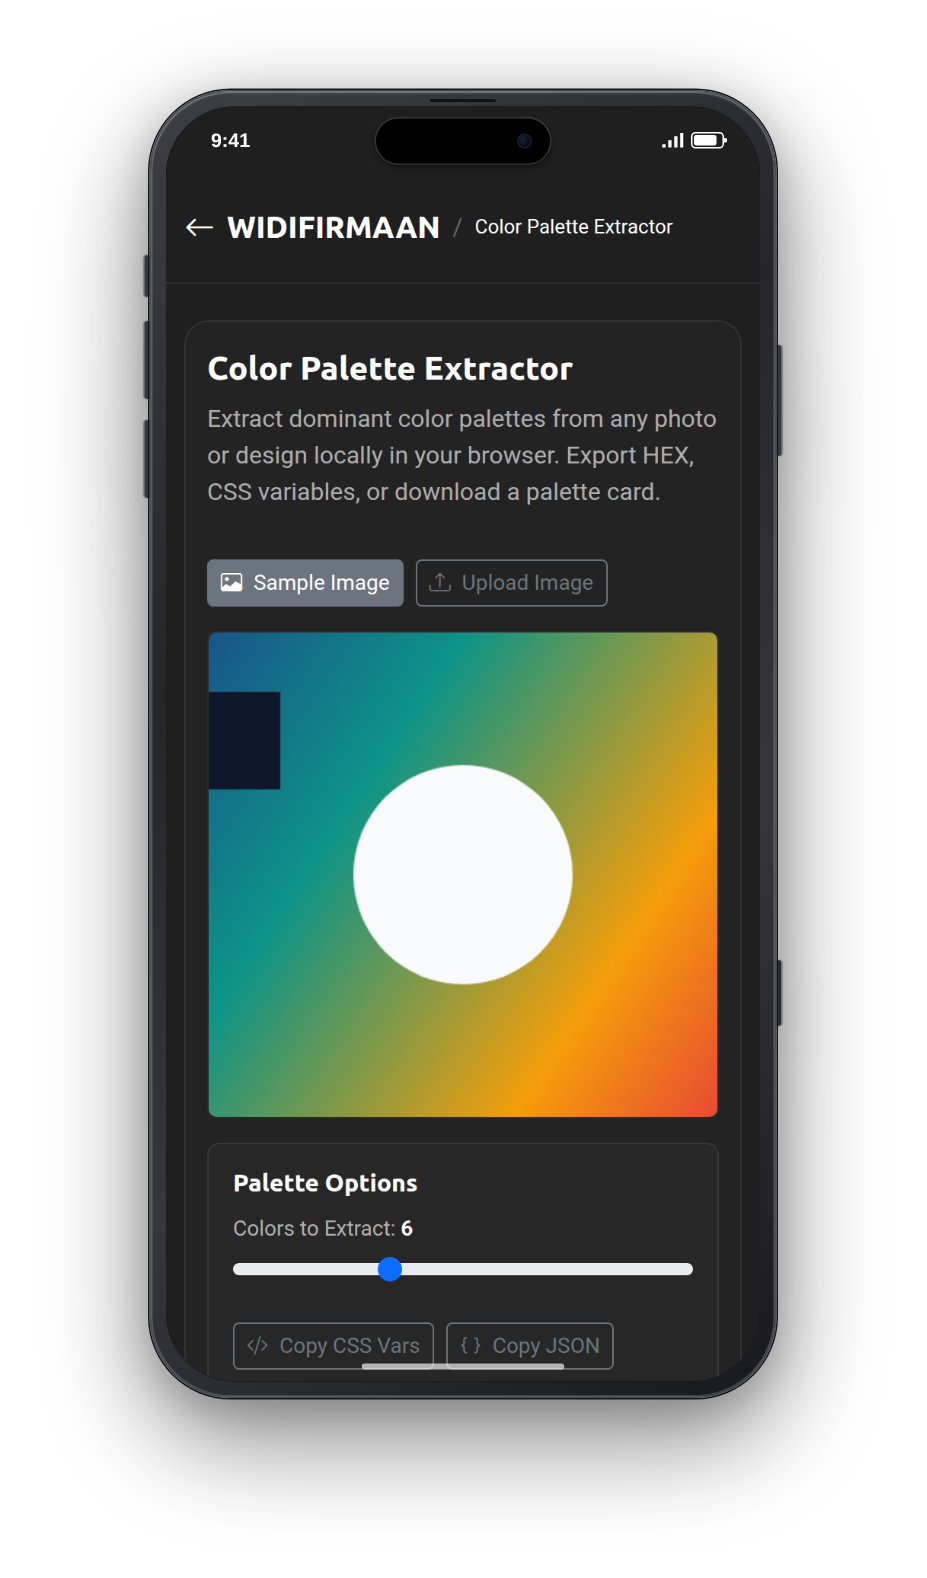 9:41
WIDIFIRMAAN / Color Palette Extractor
Color Palette Extractor
Extract dominant color palettes from any photo
or design locally in your browser. Export HEX,
CSS variables, or download a palette card.
Sample Image Upload Image
Palette Options
Colors to Extract: 6
</> Copy CSS Vars { } Copy JSON